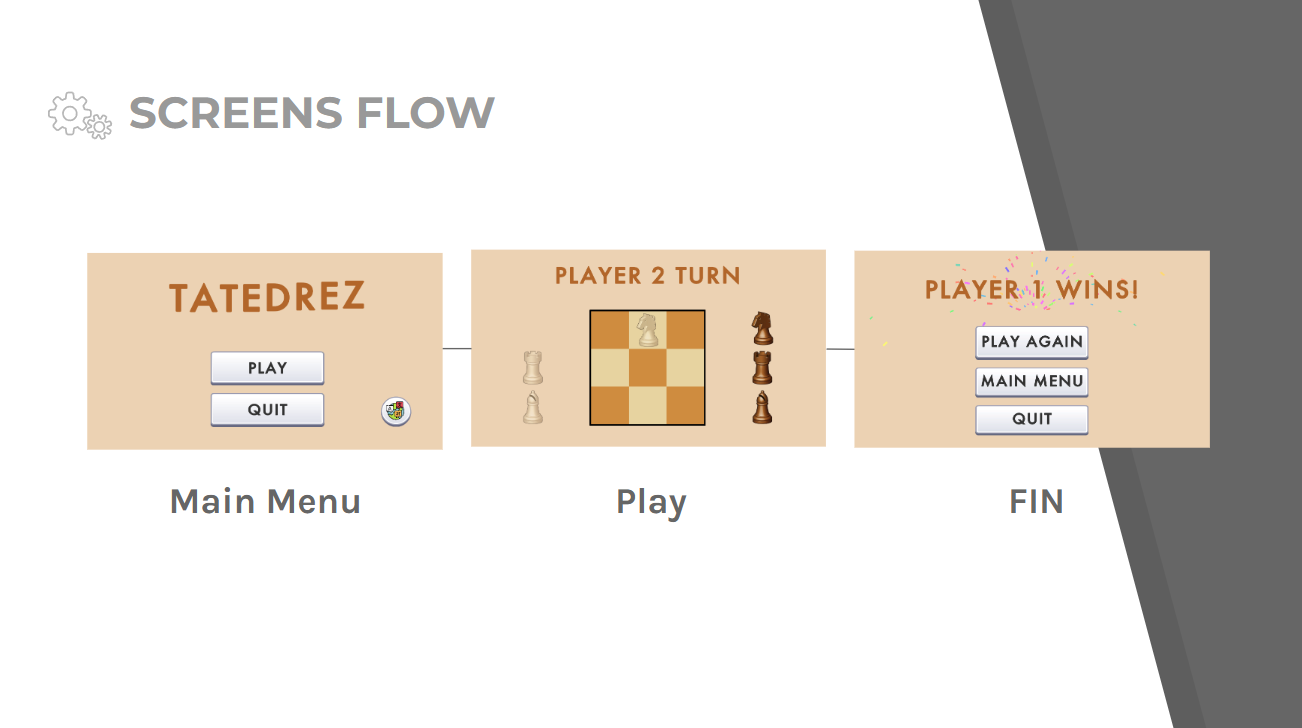 SCREENS FLOW
TATEDREZ
PLAY
QUIT
Main Menu
PLAYER 2 TURN
Play
PLAYER 1 WINS!
PLAY AGAIN
MAIN MENU
QUIT
FIN